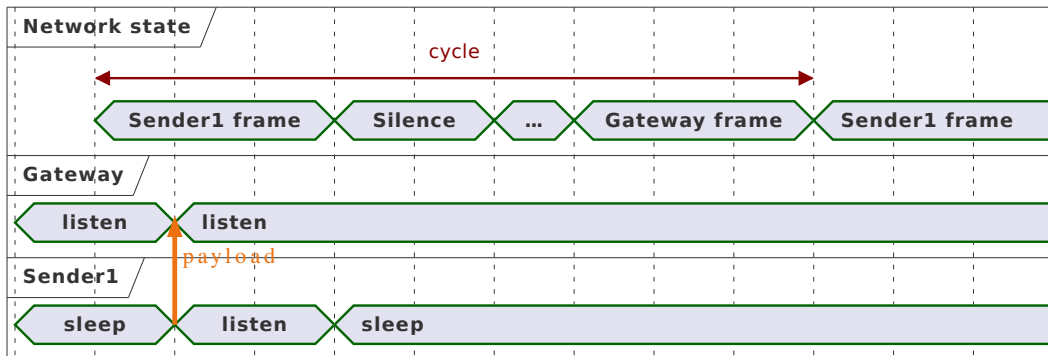 Network state
cycle
Sender1 frame Silence ... Gateway frame Sender1 frame
Gateway
listen listen
payload
Sender1
sleep listen sleep